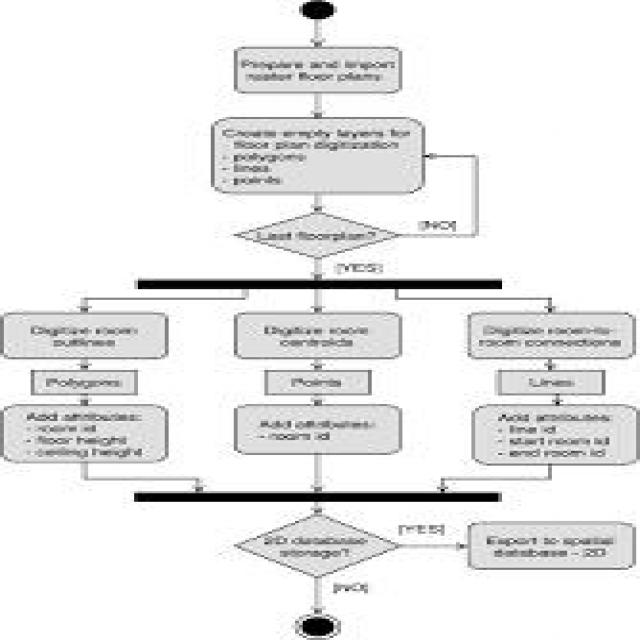 Prepare and import
raster floor plans
Create empty layers for
floor plan digitization
- polygons
- lines
- points
Last floorplan?
[NO]
[YES]
Digitize room
outlines
Digitize room
centroids
Digitize room-to-
room connections
Polygons
Points
Lines
Add attributes:
- room id
- floor height
- ceiling height
Add attributes:
- room id
Add attributes
- line id
- start room id
- end room id
2D database
storage?
[YES]
Export to spatial
database - 2D
[NO]